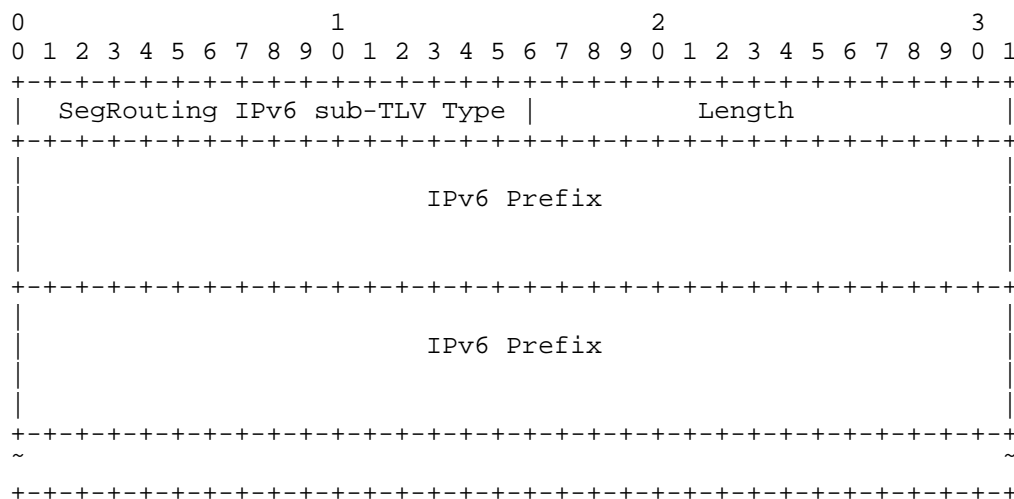 0                   1                   2                   3
0 1 2 3 4 5 6 7 8 9 0 1 2 3 4 5 6 7 8 9 0 1 2 3 4 5 6 7 8 9 0 1
+-+-+-+-+-+-+-+-+-+-+-+-+-+-+-+-+-+-+-+-+-+-+-+-+-+-+-+-+-+-+-+
|  SegRouting IPv6 sub-TLV Type |          Length             |
+-+-+-+-+-+-+-+-+-+-+-+-+-+-+-+-+-+-+-+-+-+-+-+-+-+-+-+-+-+-+-+
|                                                             |
|                         IPv6 Prefix                         |
|                                                             |
|                                                             |
+-+-+-+-+-+-+-+-+-+-+-+-+-+-+-+-+-+-+-+-+-+-+-+-+-+-+-+-+-+-+-+
|                                                             |
|                         IPv6 Prefix                         |
|                                                             |
|                                                             |
+-+-+-+-+-+-+-+-+-+-+-+-+-+-+-+-+-+-+-+-+-+-+-+-+-+-+-+-+-+-+-+
~                                                             ~
+-+-+-+-+-+-+-+-+-+-+-+-+-+-+-+-+-+-+-+-+-+-+-+-+-+-+-+-+-+-+-+